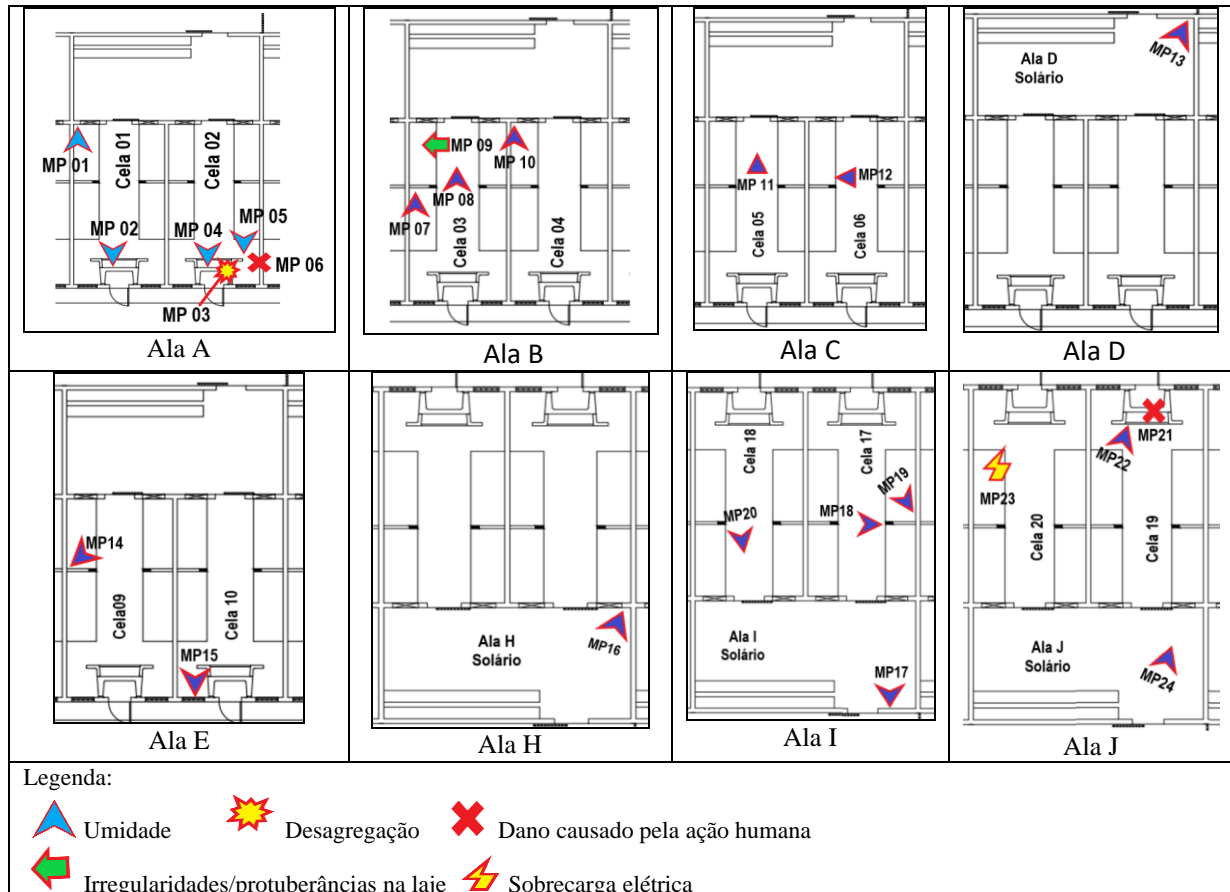 Cela 01
Cela 02
MP 01
MP 02
MP 04
MP 05
MP 06
MP 03
Ala A
MP 09
MP 10
MP 08
MP 07
Cela 03
Cela 04
Ala B
MP 11
MP12
Cela 05
Cela 06
Ala C
Ala D
Solário
MP13
Ala D
MP14
Cela09
Cela 10
MP15
Ala E
Ala H
Solário
MP16
Ala H
Cela 18
Cela 17
MP19
MP18
MP20
Ala I
Solário
MP17
Ala I
MP21
MP22
MP23
Cela 20
Cela 19
Ala J
Solário
MP24
Ala J
Legenda:
Umidade Desagregação Dano causado pela ação humana
Irregularidades/protuberâncias na laje Sobrecarga elétrica